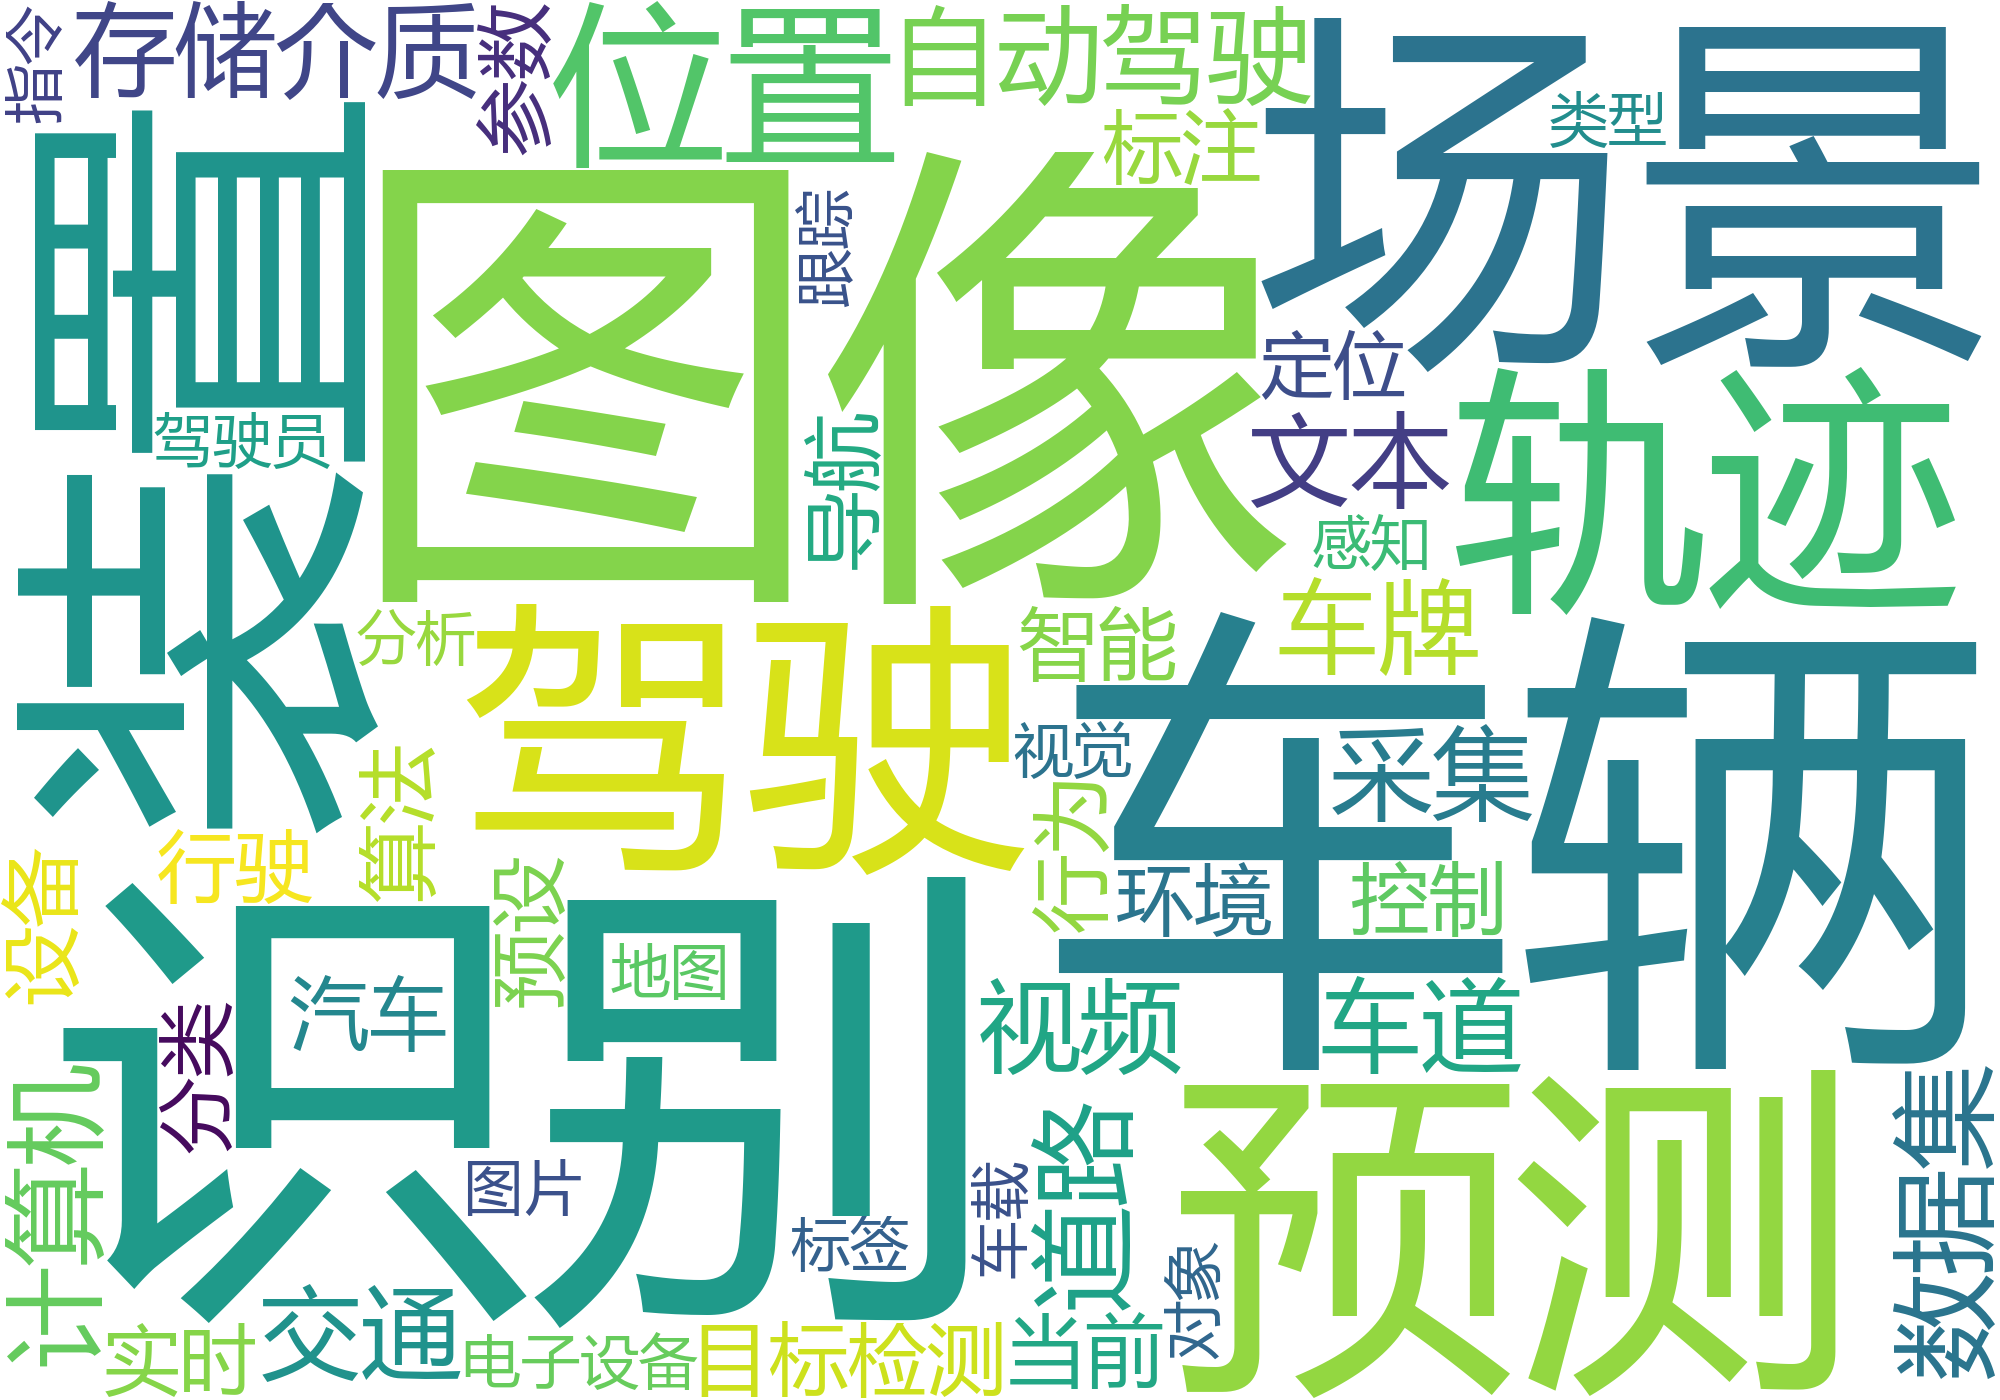 指令
存储介质
参数
位置
自动驾驶
标注
场景
类型
装置
图像
跟踪
定位
文本
轨迹
驾驶员
导航
感知
分析
驾驶
智能
车牌
车辆
视觉
采集
算法
行为
设备
行驶
识别
预设
地图
环境
控制
汽车
视频
车道
分类
计算机
图片
标签
车载
道路
预测
对象
数据集
交通
实时
电子设备
目标检测
当前